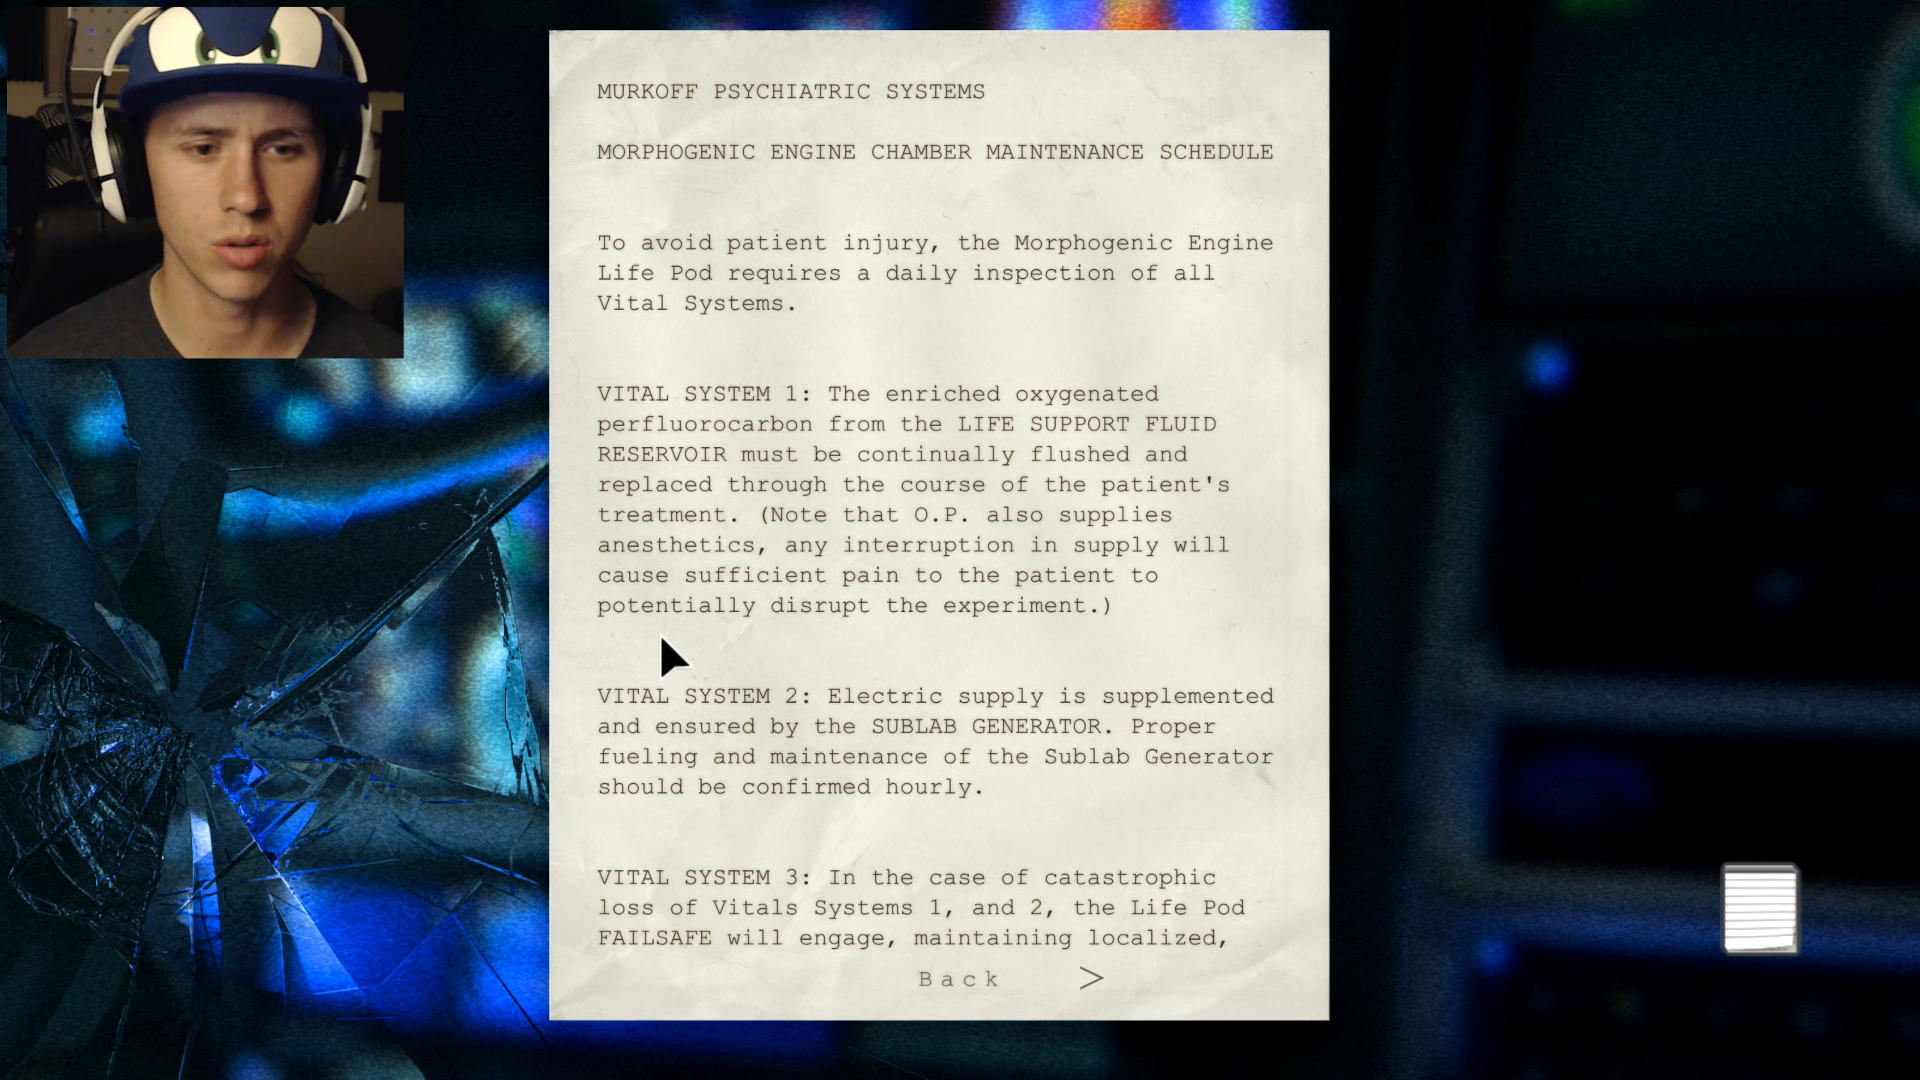 MURKOFF PSYCHIATRIC SYSTEMS
MORPHOGENIC ENGINE CHAMBER MAINTENANCE SCHEDULE
To avoid patient injury, the Morphogenic Engine
Life Pod requires a daily inspection of all
Vital Systems.
VITAL SYSTEM 1: The enriched oxygenated
perfluorocarbon from the LIFE SUPPORT FLUID
RESERVOIR must be continually flushed and
replaced through the course of the patient's
treatment. (Note that O.P. also supplies
anesthetics, any interruption in supply will
cause sufficient pain to the patient to
potentially disrupt the experiment.)
VITAL SYSTEM 2: Electric supply is supplemented
and ensured by the SUBLAB GENERATOR. Proper
fueling and maintenance of the Sublab Generator
should be confirmed hourly.
VITAL SYSTEM 3: In the case of catastrophic
loss of Vitals Systems 1, and 2, the Life Pod
FAILSAFE will engage, maintaining localized,
Back >